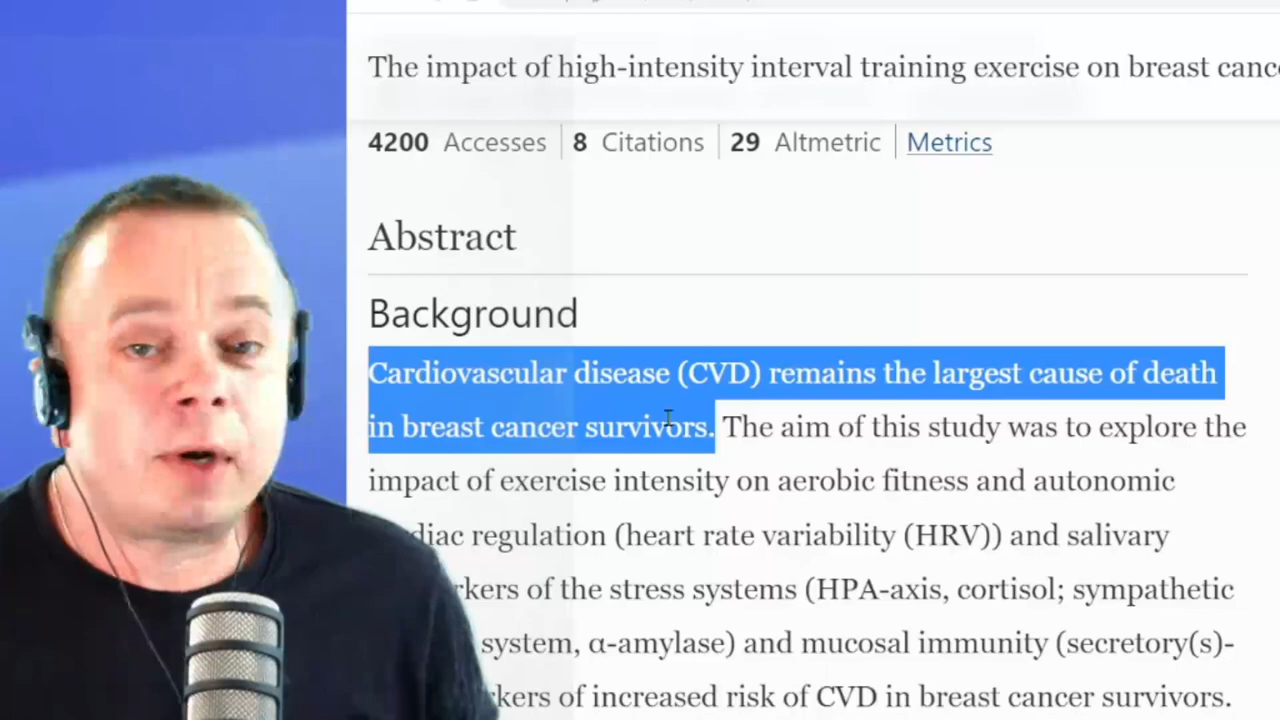 The impact of high-intensity interval training exercise on breast
4200 Accesses 8 Citations 29 Altmetric Metrics
Abstract
Background
Cardiovascular disease (CVD) remains the largest cause of death
in breast cancer survivors. The aim of this study was to explore the
impact of exercise intensity on aerobic fitness and autonomic
regulation (heart rate variability (HRV)) and salivary
of the stress systems (HPA-axis, cortisol; sympathetic
system, α-amylase) and mucosal immunity (secretory(s)-
of increased risk of CVD in breast cancer survivors.